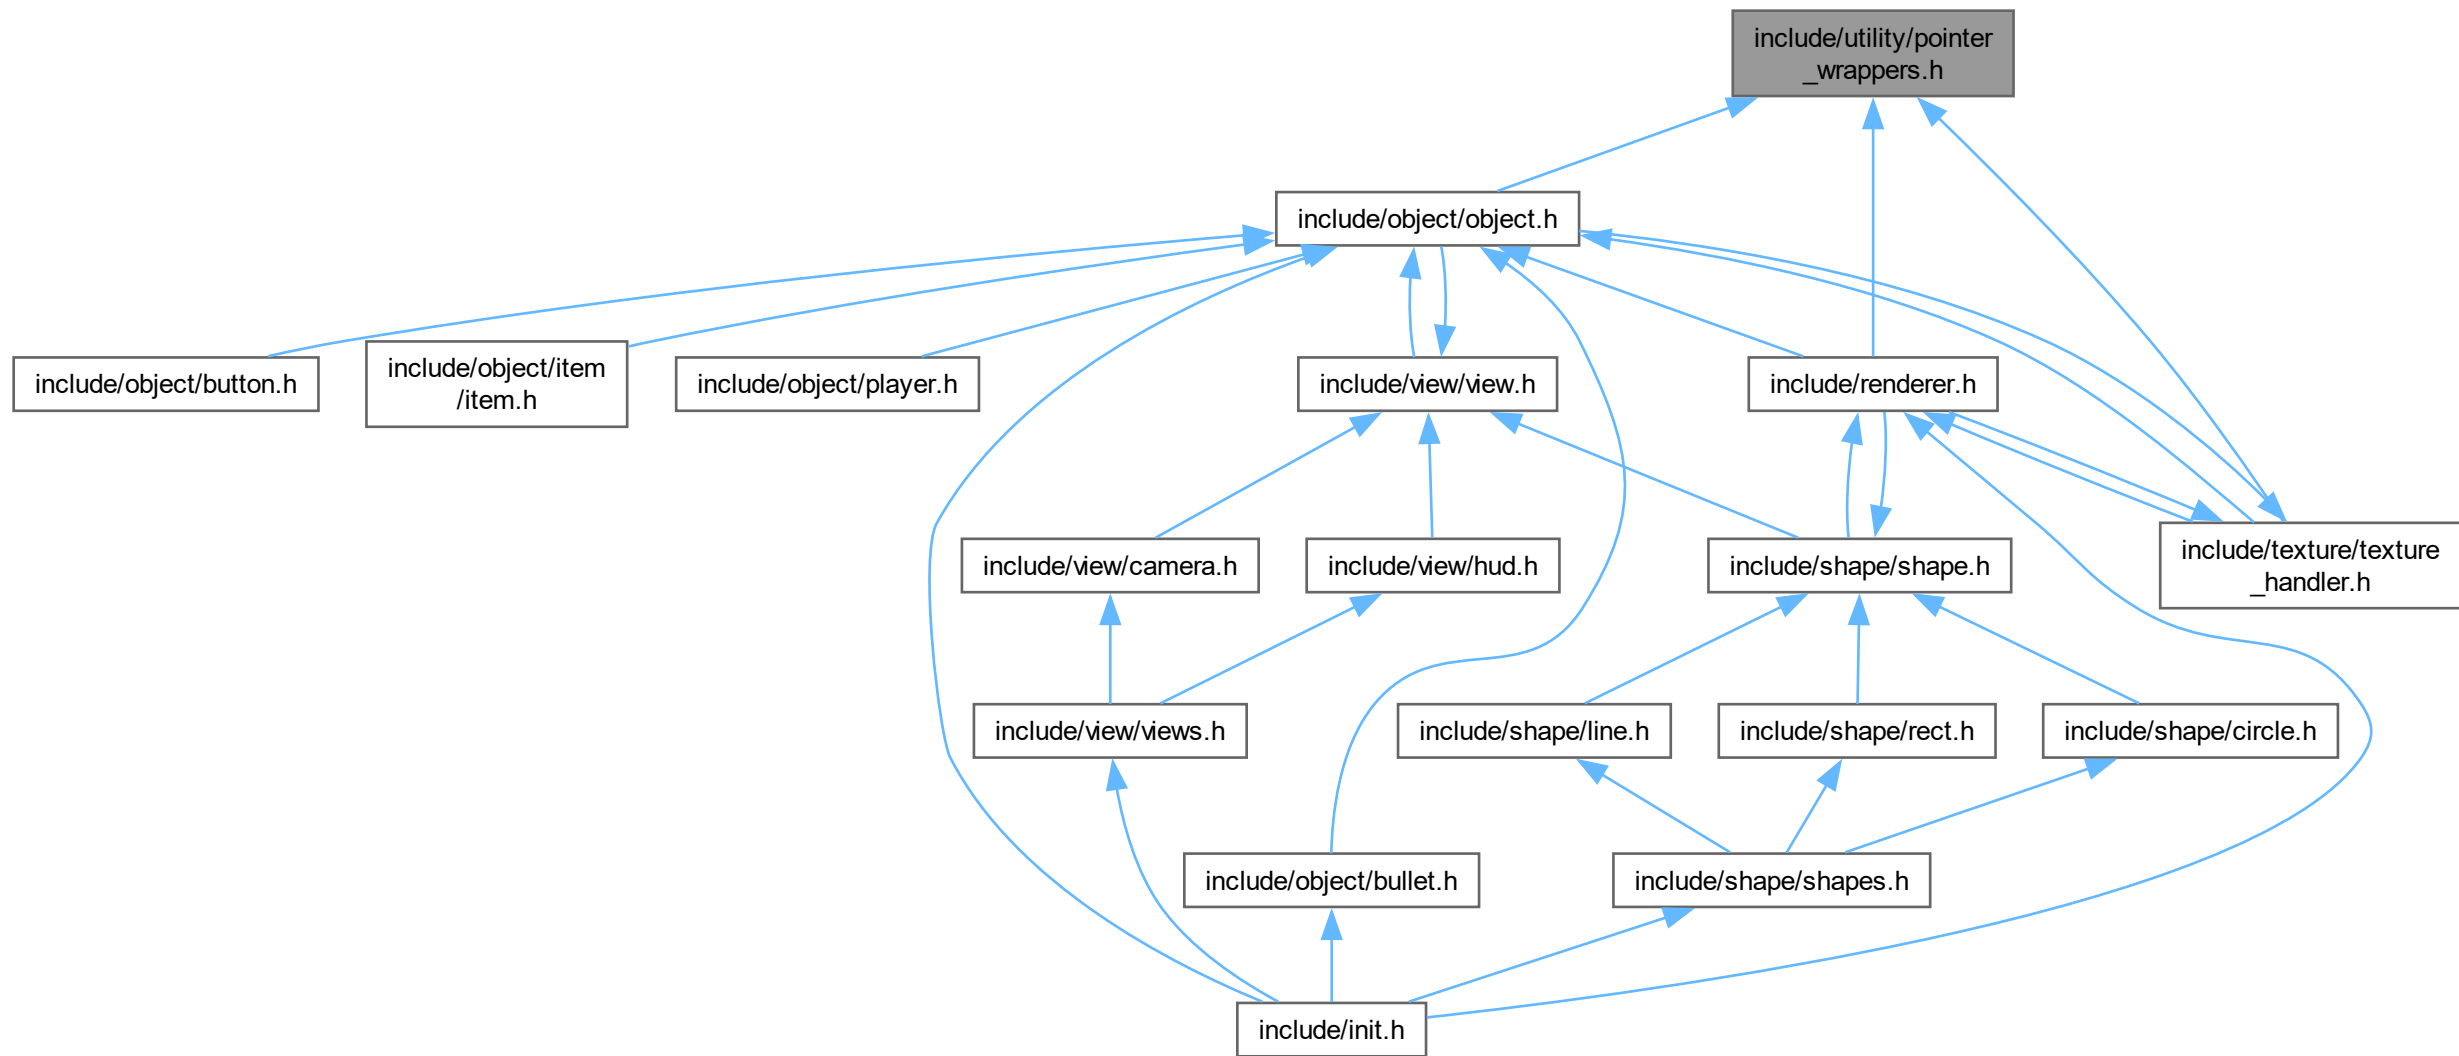 include/utility/pointer
_wrappers.h
include/object/object.h
include/object/button.h
include/object/item
/item.h
include/object/player.h
include/view/view.h
include/renderer.h
include/view/camera.h
include/view/hud.h
include/shape/shape.h
include/texture/texture
_handler.h
include/view/views.h
include/shape/line.h
include/shape/rect.h
include/shape/circle.h
include/object/bullet.h
include/shape/shapes.h
include/init.h